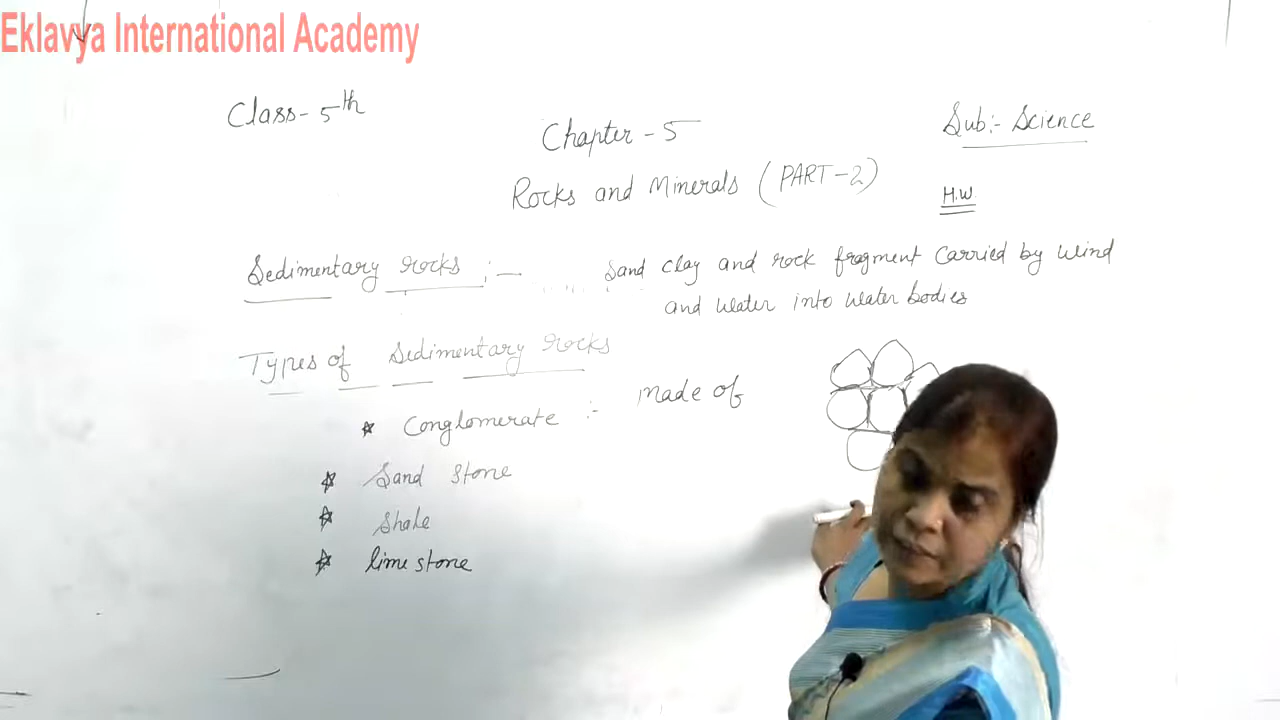 Eklavya International Academy
Class- 5th
Chapter - 5
Sub:- Science
Rocks and Minerals (PART-2)
H.W.
Sedimentary rocks :- Sand clay and rock fragment carried by wind
and water into water bodies
Types of Sedimentary rocks
* Conglomerate :- made of
* Sand stone
* Shale
* lime stone